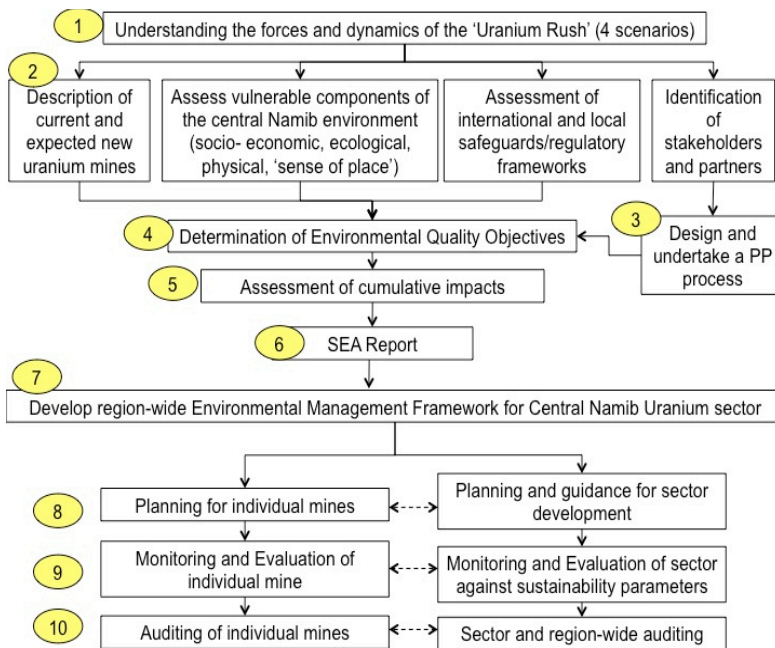 1
Understanding the forces and dynamics of the ‘Uranium Rush’ (4 scenarios)
2
Description of
current and
expected new
uranium mines
Assess vulnerable components of
the central Namib environment
(socio- economic, ecological,
physical, ‘sense of place’)
Assessment of
international and local
safeguards/regulatory
frameworks
Identification
of
stakeholders
and partners
3
Design and
undertake a PP
process
4
Determination of Environmental Quality Objectives
5
Assessment of cumulative impacts
6
SEA Report
7
Develop region-wide Environmental Management Framework for Central Namib Uranium sector
8
Planning for individual mines
Planning and guidance for sector
development
9
Monitoring and Evaluation of
individual mine
Monitoring and Evaluation of sector
against sustainability parameters
10
Auditing of individual mines
Sector and region-wide auditing